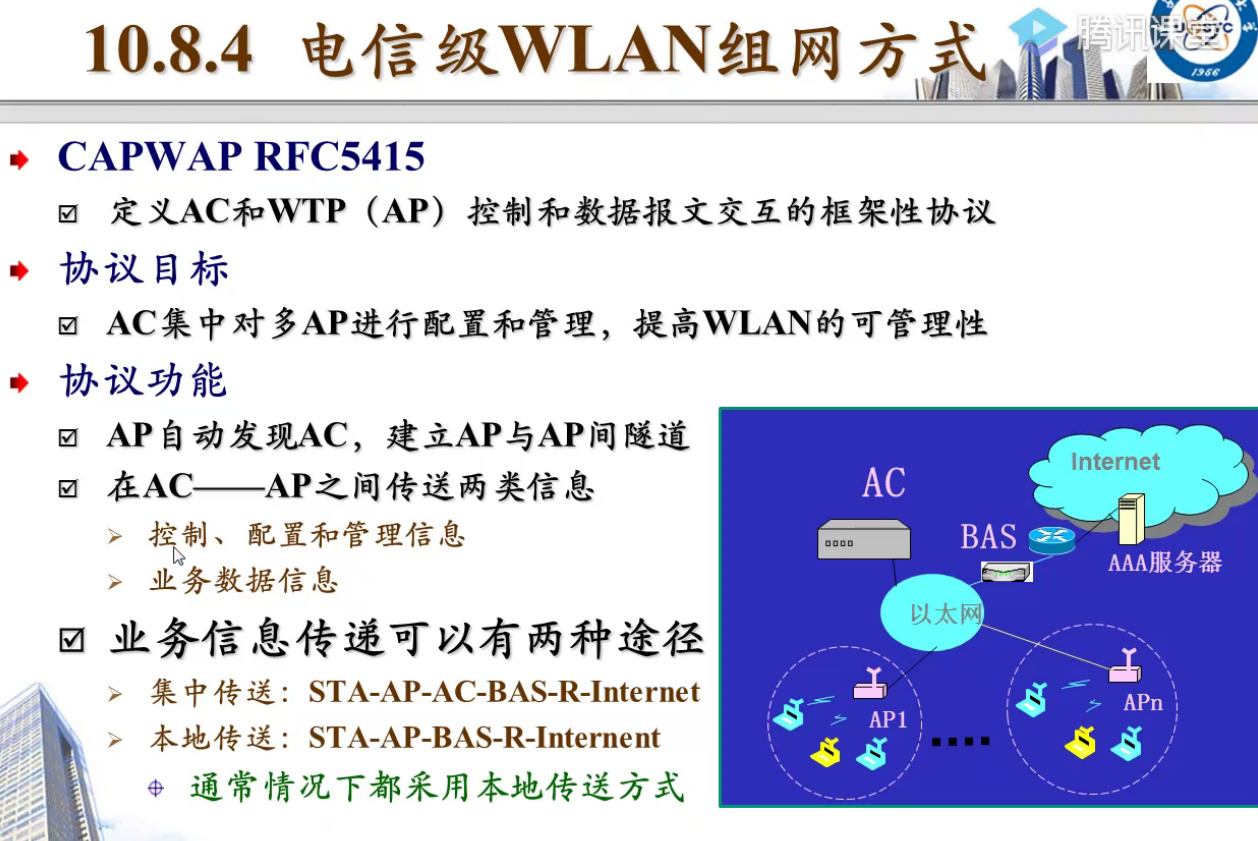 10.8.4 电信级WLAN组网方式
腾讯课堂
1956
CAPWAP RFC5415
定义AC和WTP（AP）控制和数据报文交互的框架性协议
协议目标
AC集中对多AP进行配置和管理，提高WLAN的可管理性
协议功能
AP自动发现AC，建立AP与AP间隧道
在AC——AP之间传送两类信息
控制、配置和管理信息
业务数据信息
业务信息传递可以有两种途径
集中传送：STA-AP-AC-BAS-R-Internet
本地传送：STA-AP-BAS-R-Internent
通常情况下都采用本地传送方式
Internet
AC
BAS
AAA服务器
以太网
AP1
APn